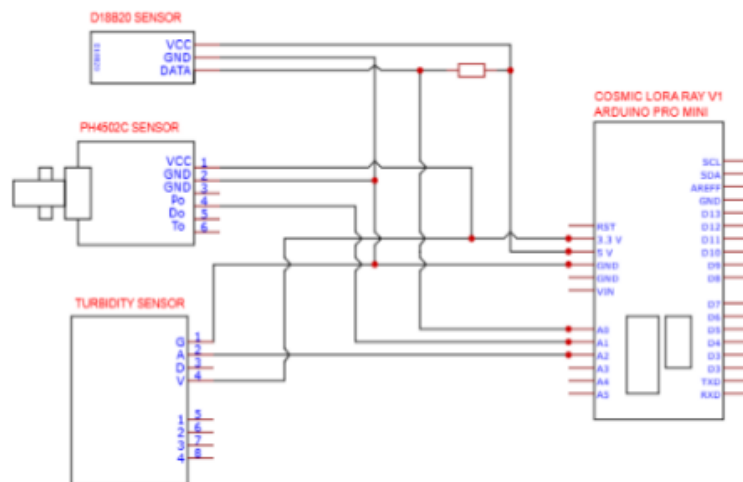 D18B20 SENSOR
VCC
GND
DATA
PH4502C SENSOR
VCC 1
GND 2
GND 3
Po 4
Do 5
To 6
TURBIDITY SENSOR
G 1
A 2
D 3
V 4
1 5
2 6
3 7
4 8
COSMIC LORA RAY V1
ARDUINO PRO MINI
RST
3.3 V
5 V
GND
GND
VIN
A0
A1
A2
A3
A4
A5
SCL
SDA
AREFF
GND
D13
D12
D11
D10
D9
D8
D7
D6
D5
D4
D3
D3
TXD
RXD